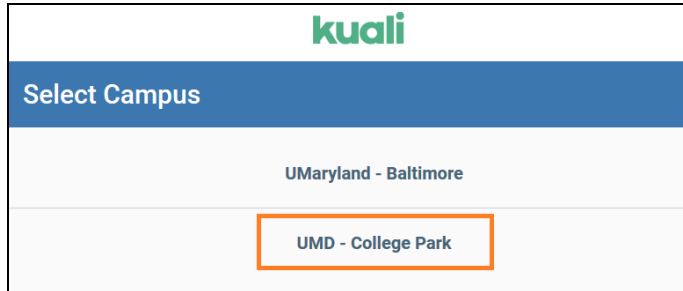 kuali
Select Campus
UMaryland - Baltimore
UMD - College Park